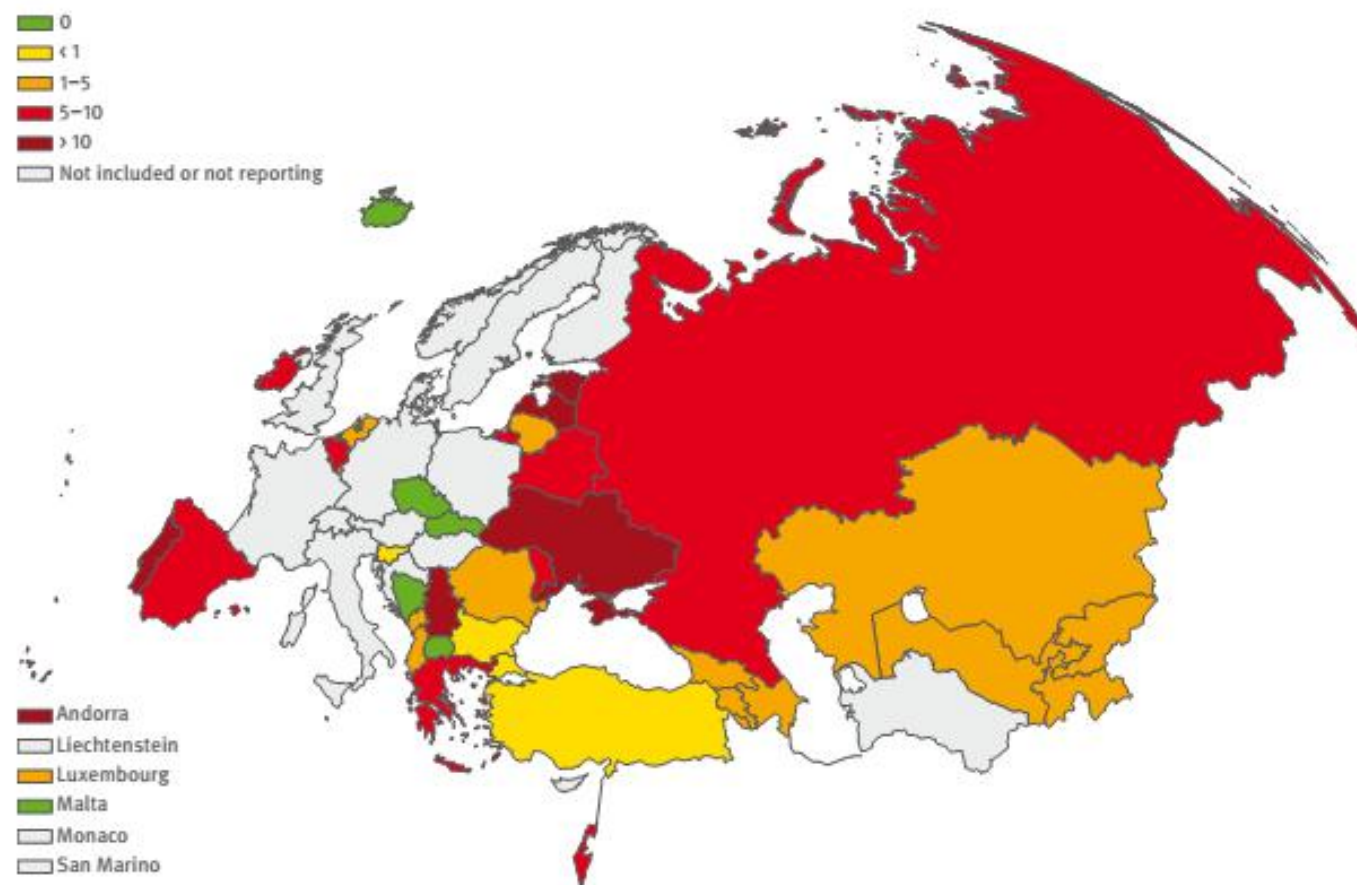 0
‹ 1
1–5
5–10
› 10
Not included or not reporting
Andorra
Liechtenstein
Luxembourg
Malta
Monaco
San Marino